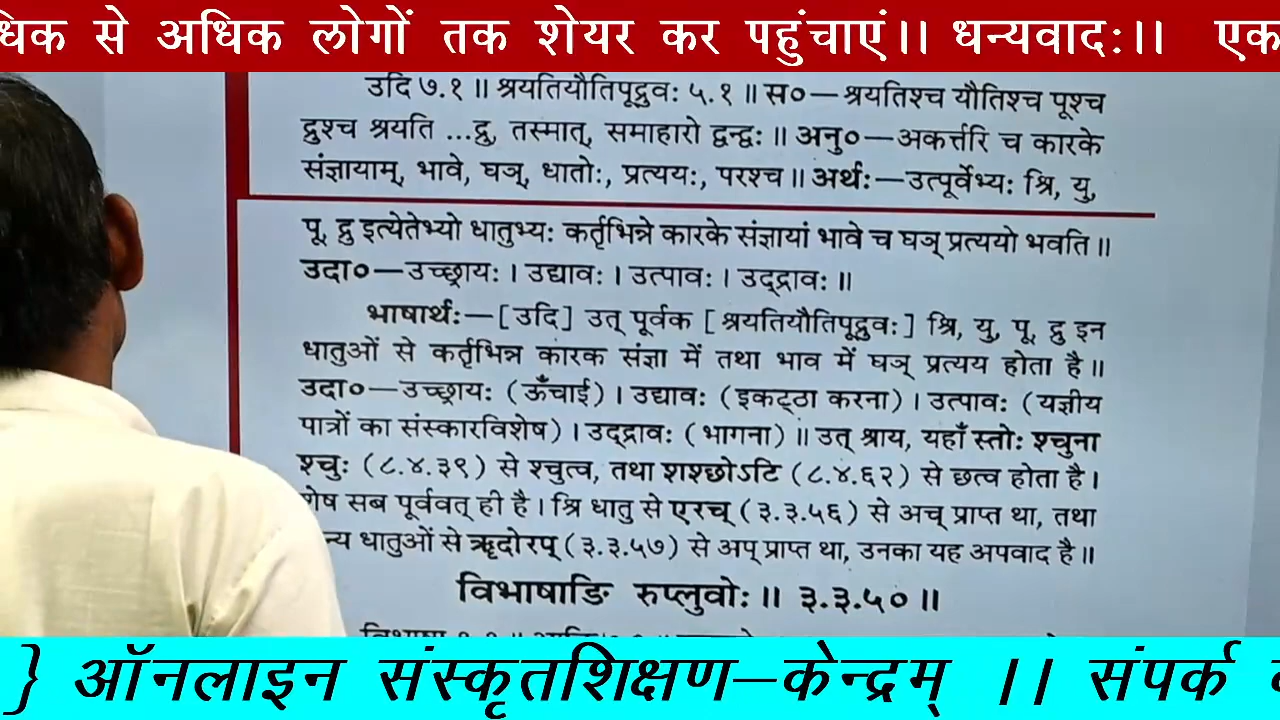 धिक से अधिक लोगों तक शेयर कर पहुंचाएं।। धन्यवादः।। एक
उदि ७.१ ॥ श्रयतियौतिपूद्रुवः ५.१ ॥ स०—श्रयतिश्च यौतिश्च पूश्च
द्रुश्च श्रयति ...द्रु, तस्मात्, समाहारो द्वन्द्वः ॥ अनु०—अकर्त्तरि च कारके
संज्ञायाम्, भावे, घञ्, धातोः, प्रत्ययः, परश्च ॥ अर्थः—उत्पूर्वेभ्यः श्रि, यु,
पू, द्रु इत्येतेभ्यो धातुभ्यः कर्तृभिन्ने कारके संज्ञायां भावे च घञ् प्रत्ययो भवति ॥
उदा०—उच्छ्रायः । उद्यावः । उत्पावः । उद्द्रावः ॥
भाषार्थः—[उदि] उत् पूर्वक [श्रयतियौतिपूद्रुवः] श्रि, यु, पू, द्रु इन
धातुओं से कर्तृभिन्न कारक संज्ञा में तथा भाव में घञ् प्रत्यय होता है ॥
उदा०—उच्छ्रायः (ऊँचाई) । उद्यावः (इकट्ठा करना) । उत्पावः (यज्ञीय
पात्रों का संस्कारविशेष) । उद्द्रावः (भागना) ॥ उत् श्राय, यहाँ स्तोः श्चुना
श्चुः (८.४.३९) से श्चुत्व, तथा शश्छोऽटि (८.४.६२) से छत्व होता है।
शेष सब पूर्ववत् ही है। श्रि धातु से एरच् (३.३.५६) से अच् प्राप्त था, तथा
न्य धातुओं से ॠदोरप् (३.३.५७) से अप् प्राप्त था, उनका यह अपवाद है ॥
विभाषाङि रुप्लुवोः ॥ ३.३.५० ॥
} ऑनलाइन संस्कृतशिक्षण–केन्द्रम् ।। संपर्क